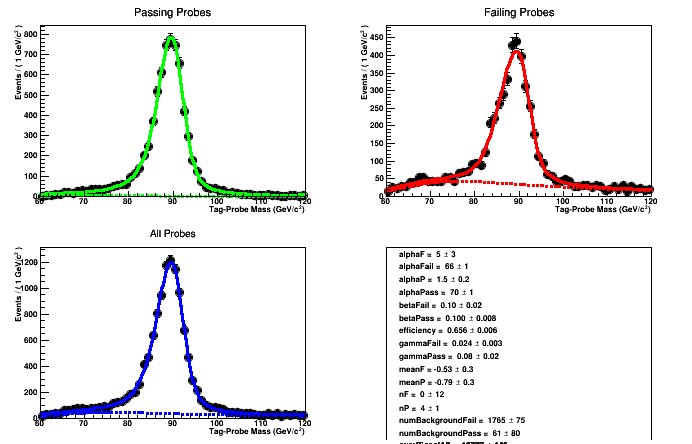 Passing Probes
Events / ( 1 GeV/c² )
800
700
600
500
400
300
200
100
0
60 70 80 90 100 110 120
Tag-Probe Mass (GeV/c²)
Failing Probes
Events / ( 1 GeV/c² )
450
400
350
300
250
200
150
100
50
0
60 70 80 90 100 110 120
Tag-Probe Mass (GeV/c²)
All Probes
Events / ( 1 GeV/c² )
1200
1000
800
600
400
200
0
60 70 80 90 100 110 120
Tag-Probe Mass (GeV/c²)
alphaF = 5 ± 3
alphaFail = 66 ± 1
alphaP = 1.5 ± 0.2
alphaPass = 70 ± 1
betaFail = 0.10 ± 0.02
betaPass = 0.100 ± 0.008
efficiency = 0.656 ± 0.006
gammaFail = 0.024 ± 0.003
gammaPass = 0.08 ± 0.02
meanF = -0.53 ± 0.3
meanP = -0.79 ± 0.3
nF = 0 ± 12
nP = 4 ± 1
numBackgroundFail = 1765 ± 75
numBackgroundPass = 61 ± 80